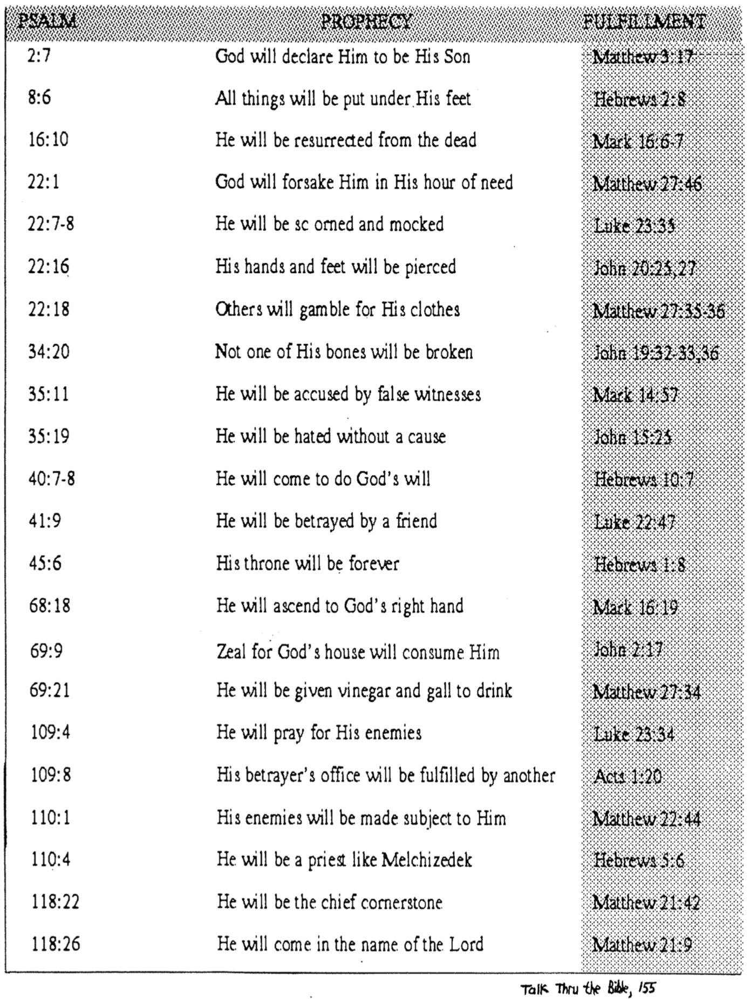 PSALM PROPHECY FULFILLMENT
2:7 God will declare Him to be His Son Matthew 3:17
8:6 All things will be put under His feet Hebrews 2:8
16:10 He will be resurrected from the dead Mark 16:6-7
22:1 God will forsake Him in His hour of need Matthew 27:46
22:7-8 He will be sc orned and mocked Luke 23:35
22:16 His hands and feet will be pierced John 20:25,27
22:18 Others will gamble for His clothes Matthew 27:35-36
34:20 Not one of His bones will be broken John 19:32-33,36
35:11 He will be accused by false witnesses Mark 14:57
35:19 He will be hated without a cause John 15:25
40:7-8 He will come to do God's will Hebrews 10:7
41:9 He will be betrayed by a friend Luke 22:47
45:6 His throne will be forever Hebrews 1:8
68:18 He will ascend to God's right hand Mark 16:19
69:9 Zeal for God's house will consume Him John 2:17
69:21 He will be given vinegar and gall to drink Matthew 27:34
109:4 He will pray for His enemies Luke 23:34
109:8 His betrayer's office will be fulfilled by another Acts 1:20
110:1 His enemies will be made subject to Him Matthew 22:44
110:4 He will be a priest like Melchizedek Hebrews 5:6
118:22 He will be the chief cornerstone Matthew 21:42
118:26 He will come in the name of the Lord Matthew 21:9
Talk Thru the Bible, 155